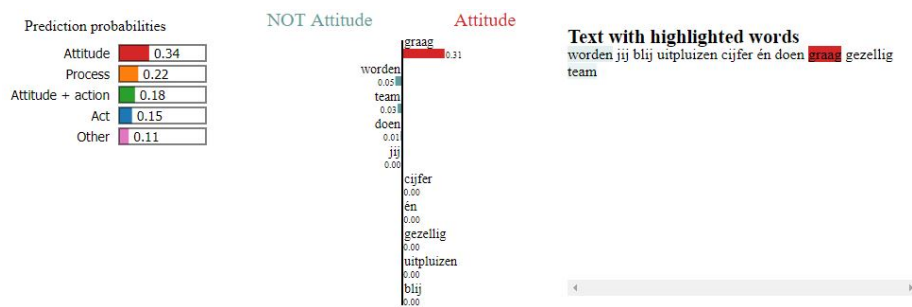 Prediction probabilities
Attitude 0.34
Process 0.22
Attitude + action 0.18
Act 0.15
Other 0.11
NOT Attitude Attitude
graag
0.31
worden
0.05
team
0.03
doen
0.01
jij
0.00
cijfer
0.00
én
0.00
gezellig
0.00
uitpluizen
0.00
blij
0.00
Text with highlighted words
worden jij blij uitpluizen cijfer én doen graag gezellig
team